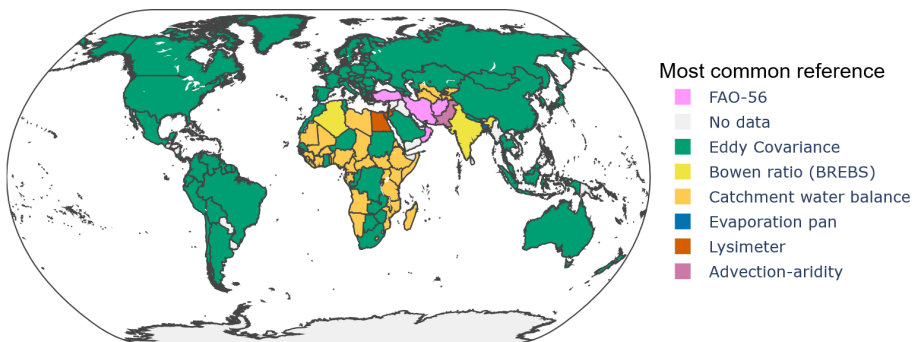 Most common reference
FAO-56
No data
Eddy Covariance
Bowen ratio (BREBS)
Catchment water balance
Evaporation pan
Lysimeter
Advection-aridity